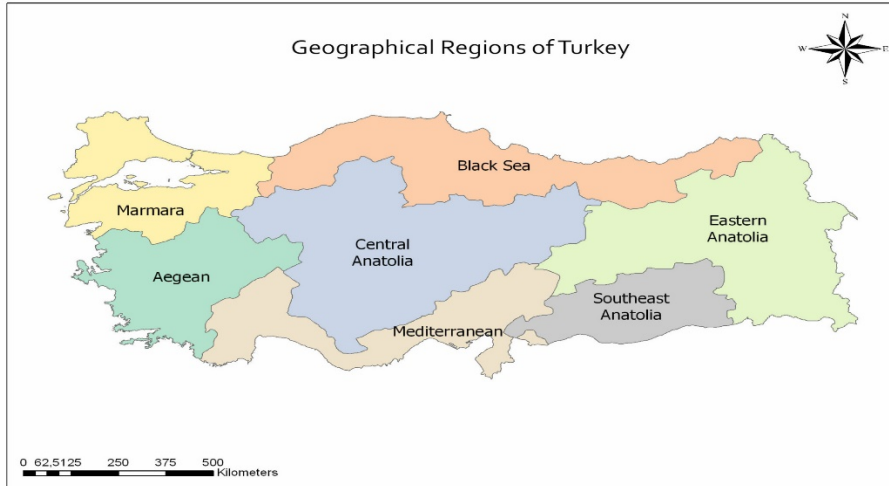 Geographical Regions of Turkey
N
W
E
S
Black Sea
Marmara
Eastern
Anatolia
Central
Anatolia
Aegean
Southeast
Anatolia
Mediterranean
0 62,5125 250 375 500
Kilometers